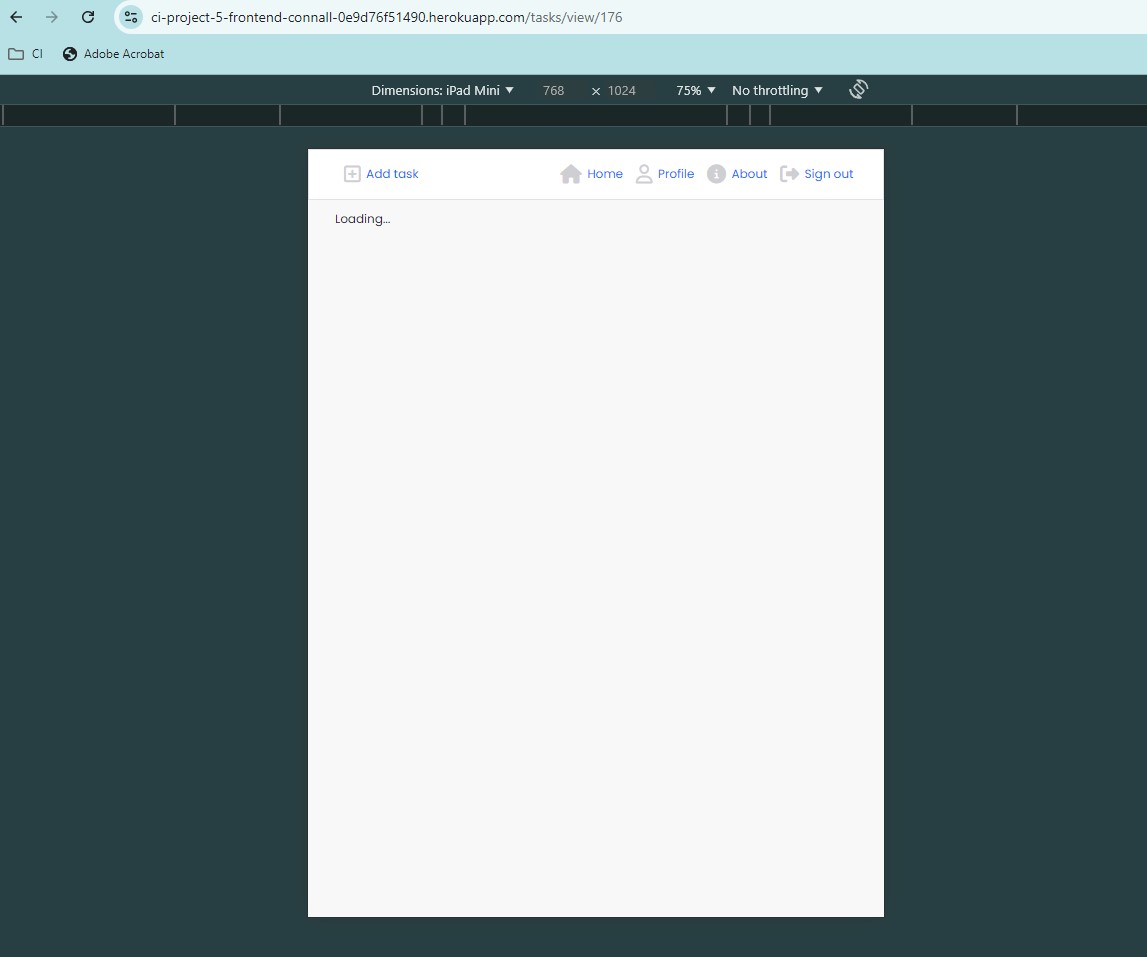 ci-project-5-frontend-connall-0e9d76f51490.herokuapp.com/tasks/view/176
CI Adobe Acrobat
Dimensions: iPad Mini 768 × 1024 75% No throttling
Add task Home Profile About Sign out
Loading...